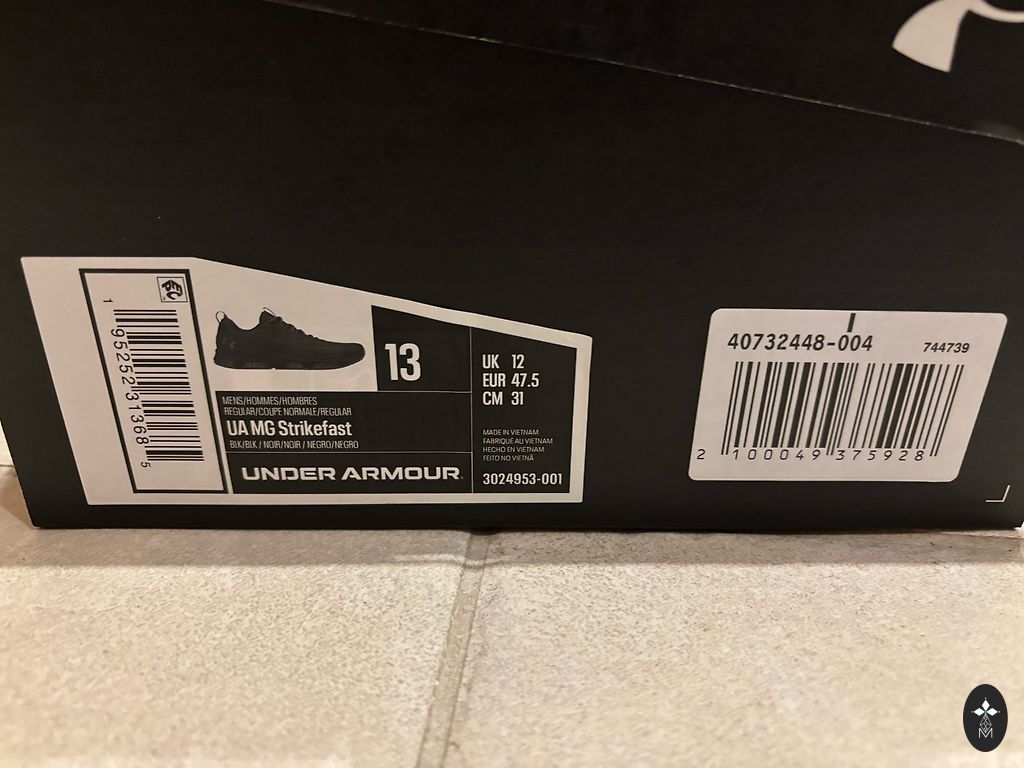 1 95252 31368 5
EPC
13
MENS/HOMMES/HOMBRES
REGULAR/COUPE NORMALE/REGULAR
UA MG Strikefast
BLK/BLK / NOIR/NOIR / NEGRO/NEGRO
UNDER ARMOUR
UK 12
EUR 47.5
CM 31
MADE IN VIETNAM
FABRIQUÉ AU VIETNAM
HECHO EN VIETNAM
FEITO NO VIETNÃ
3024953-001
40732448-004
744739
2 100049 375928
M